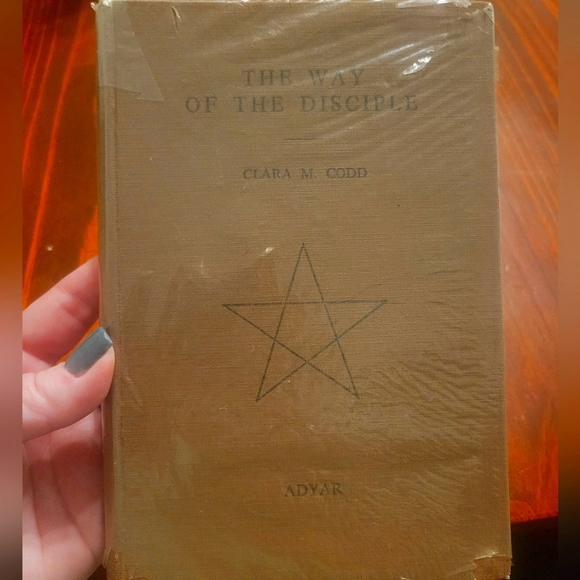 THE WAY
OF THE DISCIPLE
CLARA M. CODD
ADYAR